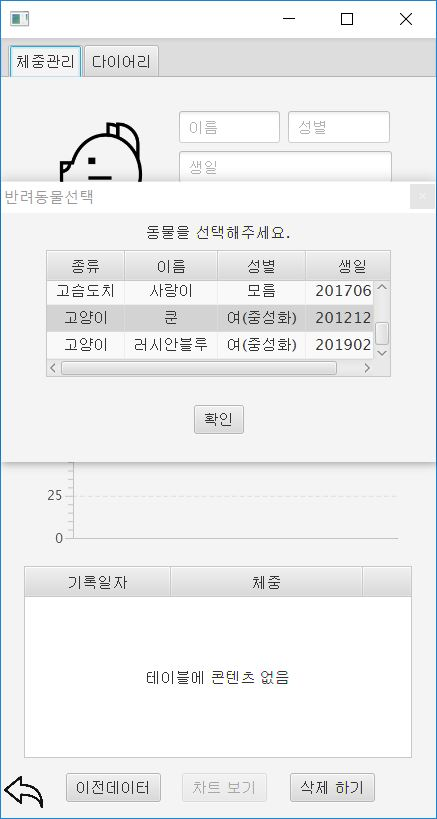 체중관리 다이어리
이름 성별
생일
반려동물선택
동물을 선택해주세요.
종류 이름 성별 생일
고슴도치 사랑이 모름 201706
고양이 쿤 여(중성화) 201212
고양이 러시안블루 여(중성화) 201902
확인
25
0
기록일자 체중
테이블에 콘텐츠 없음
이전데이터 차트 보기 삭제 하기